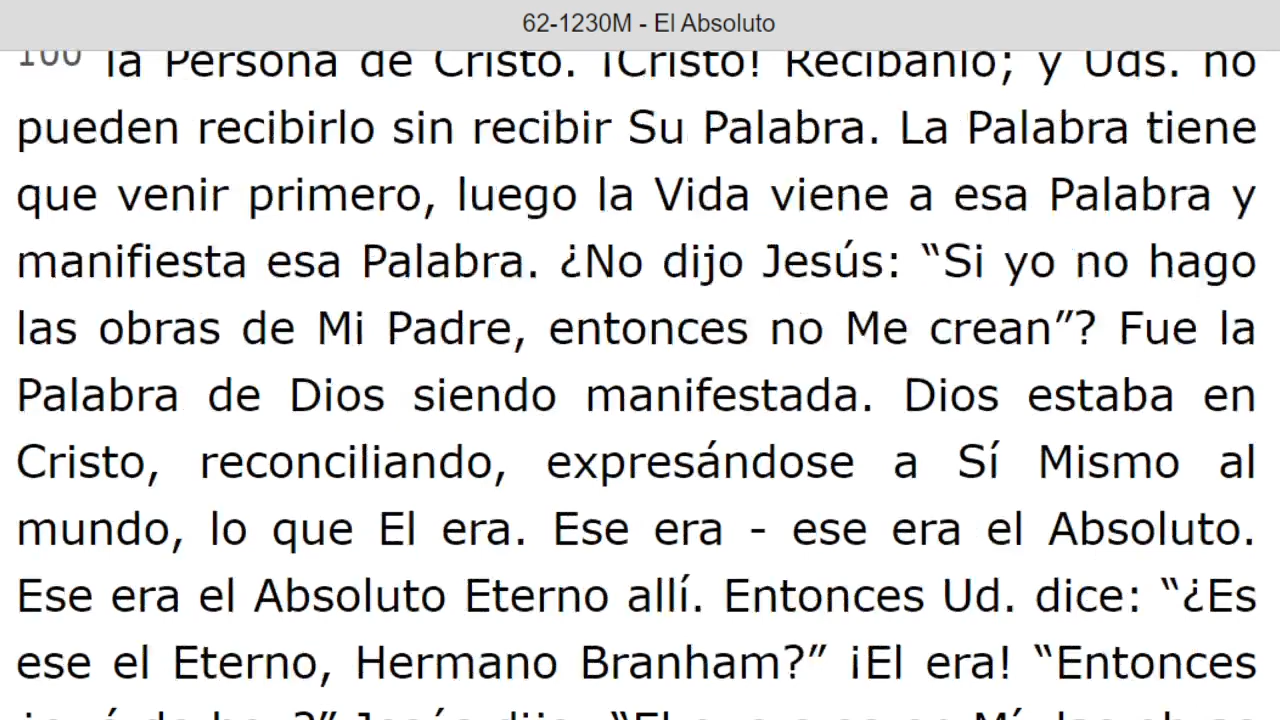 62-1230M - El Absoluto
100 la Persona de Cristo. ¡Cristo! Recíbanlo; y Uds. no
pueden recibirlo sin recibir Su Palabra. La Palabra tiene
que venir primero, luego la Vida viene a esa Palabra y
manifiesta esa Palabra. ¿No dijo Jesús: “Si yo no hago
las obras de Mi Padre, entonces no Me crean”? Fue la
Palabra de Dios siendo manifestada. Dios estaba en
Cristo, reconciliando, expresándose a Sí Mismo al
mundo, lo que El era. Ese era - ese era el Absoluto.
Ese era el Absoluto Eterno allí. Entonces Ud. dice: “¿Es
ese el Eterno, Hermano Branham?” ¡El era! “Entonces